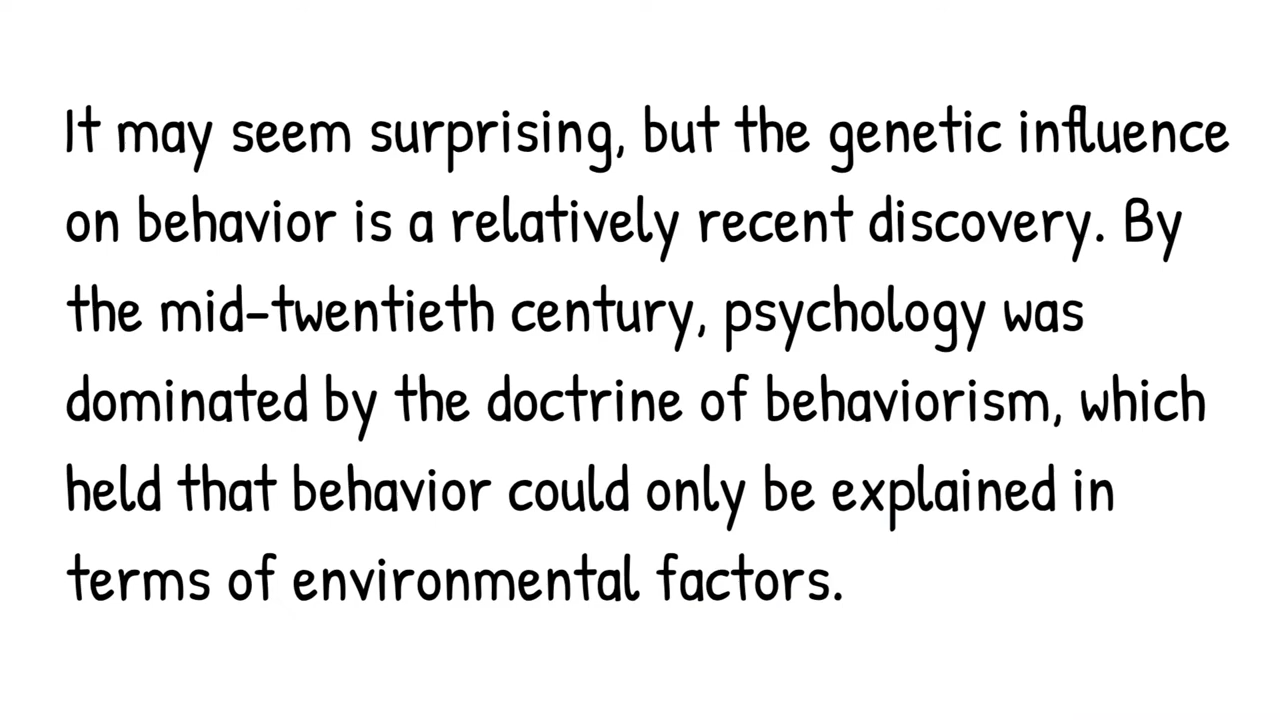 It may seem surprising, but the genetic influence
on behavior is a relatively recent discovery. By
the mid-twentieth century, psychology was
dominated by the doctrine of behaviorism, which
held that behavior could only be explained in
terms of environmental factors.